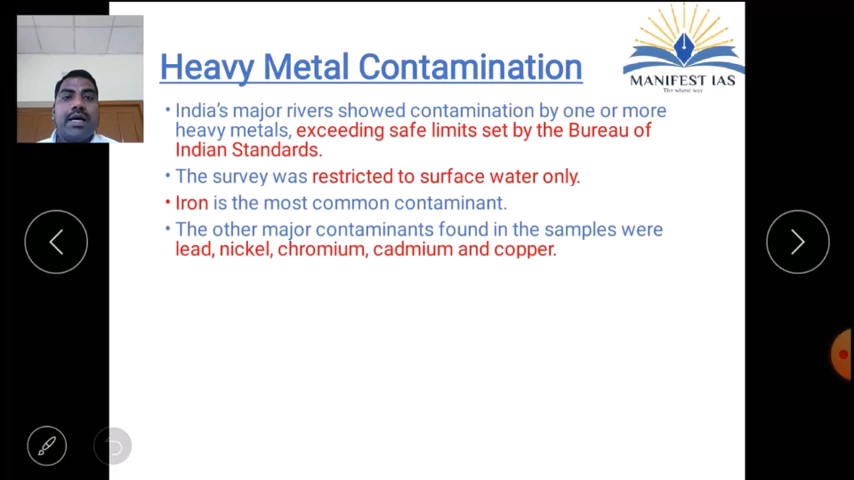 Heavy Metal Contamination
MANIFEST IAS
The natural way
• India's major rivers showed contamination by one or more
heavy metals, exceeding safe limits set by the Bureau of
Indian Standards.
• The survey was restricted to surface water only.
• Iron is the most common contaminant.
• The other major contaminants found in the samples were
lead, nickel, chromium, cadmium and copper.